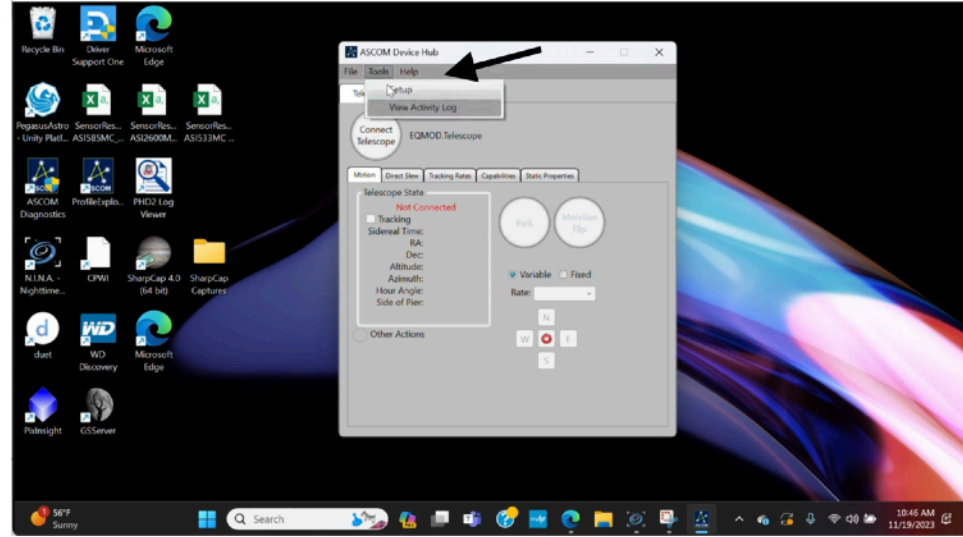 Recycle Bin
Driver Support One
Microsoft Edge
PegasusAstro - Unity Platl...
SensorRes... ASI585MC_...
SensorRes... ASI2600M...
SensorRes... ASI533MC ...
ASCOM Diagnostics
ProfileExplo...
PHD2 Log Viewer
N.I.N.A. - Nighttime...
CPWI
SharpCap 4.0 (64 bit)
SharpCap Captures
duet
WD Discovery
Microsoft Edge
PixInsight
GSServer
ASCOM Device Hub
File Tools Help
Setup
View Activity Log
Connect Telescope
EQMOD.Telescope
Motion Direct Slew Tracking Rates Capabilities Static Properties
Telescope State
Not Connected
Tracking
Sidereal Time:
RA:
Dec:
Altitude:
Azimuth:
Hour Angle:
Side of Pier:
Park
Meridian Flip
Variable Fixed
Rate:
N
W E
S
Other Actions
56°F
Sunny
Search
10:46 AM
11/19/2023